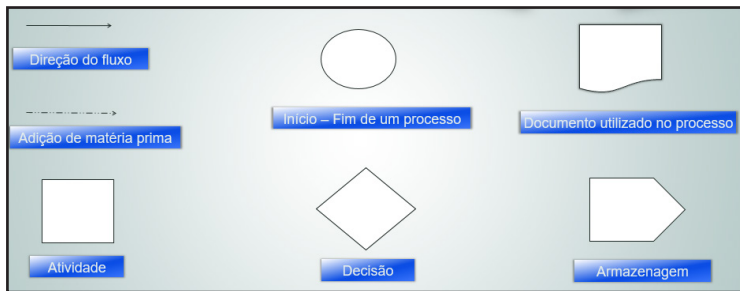 Direção do fluxo
Início – Fim de um processo
Documento utilizado no processo
Adição de matéria prima
Atividade
Decisão
Armazenagem